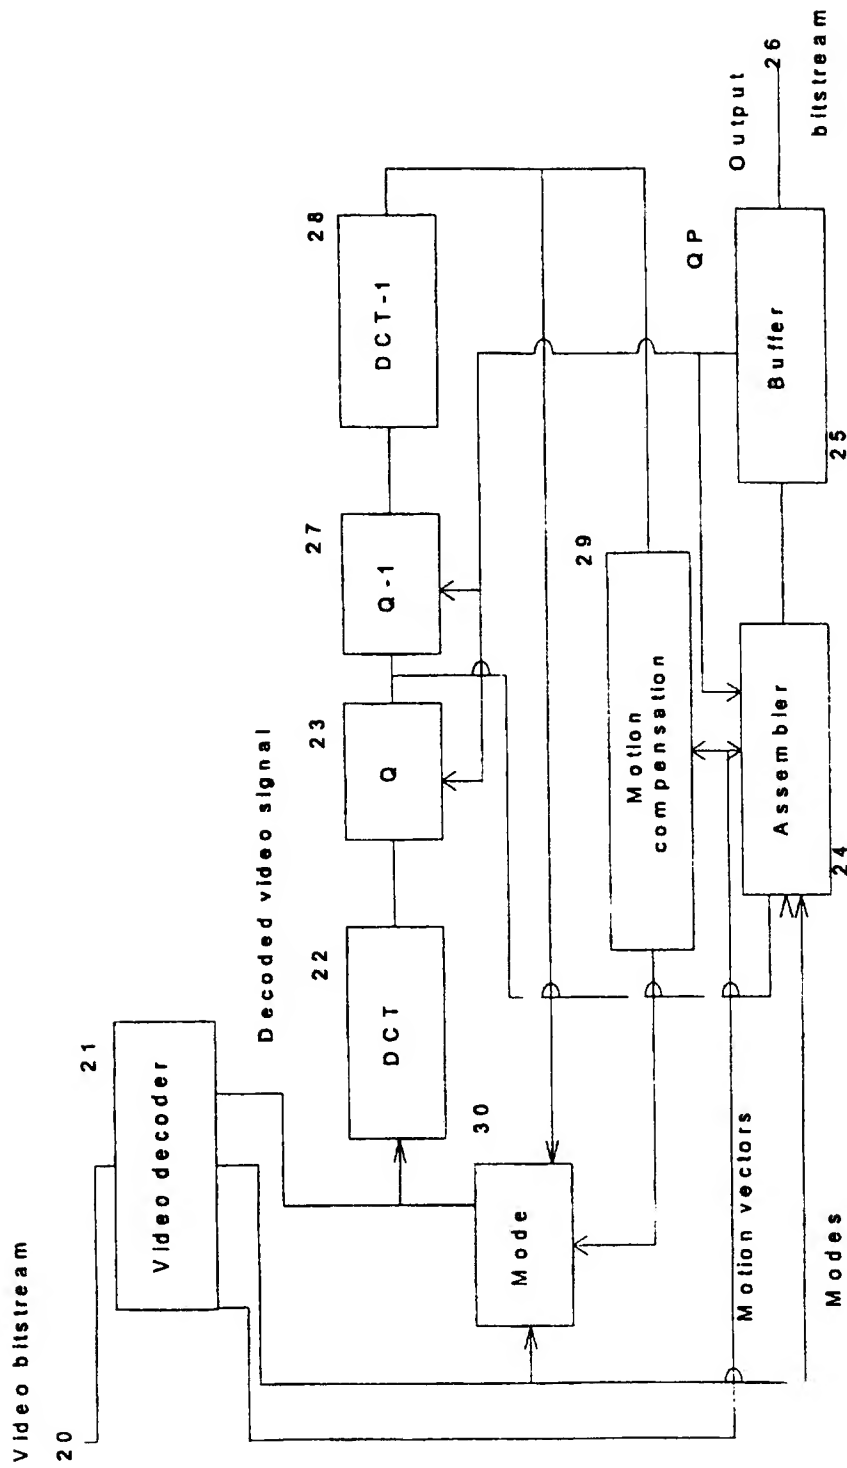 Video bitstream
20
Video decoder
21
Decoded video signal
DCT
22
Q
23
Q-1
27
DCT-1
28
Mode
30
Motion
compensation
29
QP
Motion vectors
Modes
Assembler
24
Buffer
25
Output
26
bitstream